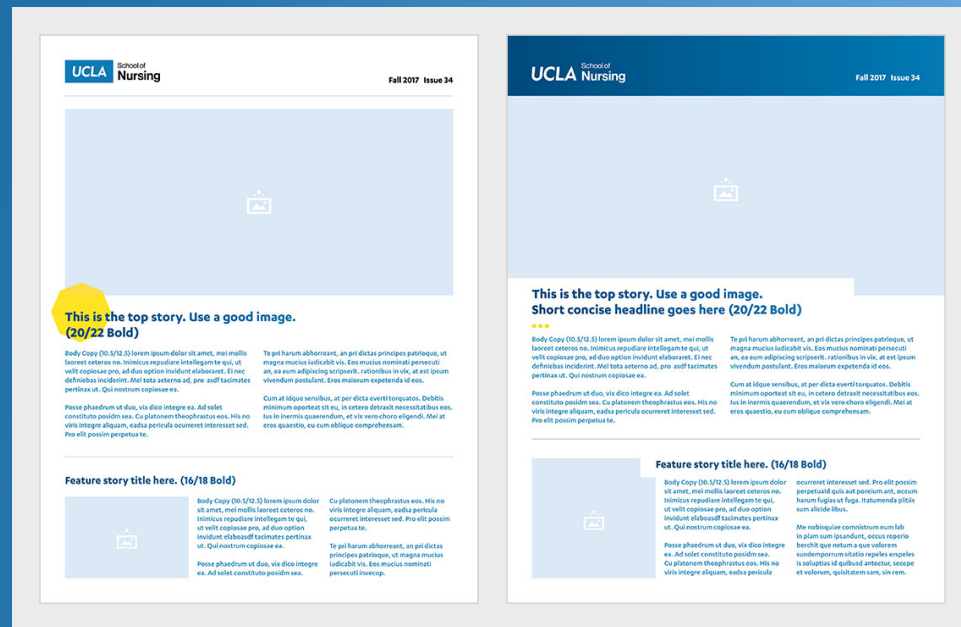 UCLA School of
Nursing
Fall 2017 Issue 34
This is the top story. Use a good image.
(20/22 Bold)
Body Copy (10.5/12.5) lorem ipsum dolor sit amet, mei mollis
laoreet ceteros no. Inimicus repudiare intellegam te qui, ut
velit copiosae pro, ad duo option invidunt elaboraret. Ei nec
definiebas inciderint. Mel tota aeterno ad, pro asdf tacimates
pertinax ut. Qui nostrum copiosae ea.
Posse phaedrum ut duo, vix dico integre ea. Ad solet
constituto posidm sea. Cu platonem theophrastus eos. His no
viris integre aliquam, eadsa pericula ocurreret interesset sed.
Pro elit possim perpetua te.
Te pri harum abhorreant, an pri dictas principes patrioque, ut
magna mucius iudicabit vis. Eos mucius nominati persecuti
an, ea eum adipiscing scripserit. rationibus in vix, at est ipsum
vivendum postulant. Eros maiorum expetenda id eos.
Cum at idque sensibus, at per dicta everti torquatos. Debitis
minimum oporteat sit eu, in cetero detraxit necessitatibus eos.
Ius in inermis quaerendum, et vix vero choro eligendi. Mei at
eros quaestio, eu cum oblique comprehensam.
Feature story title here. (16/18 Bold)
Body Copy (10.5/12.5) lorem ipsum dolor
sit amet, mei mollis laoreet ceteros no.
Inimicus repudiare intellegam te qui,
ut velit copiosae pro, ad duo option
invidunt elaboasdf tacimates pertinax
ut. Qui nostrum copiosae ea.
Posse phaedrum ut duo, vix dico integre
ea. Ad solet constituto posidm sea.
Cu platonem theophrastus eos. His no
viris integre aliquam, eadsa pericula
ocurreret interesset sed. Pro elit possim
perpetua te.
Te pri harum abhorreant, an pri dictas
principes patrioque, ut magna mucius
iudicabit vis. Eos mucius nominati
persecuti invecop.
UCLA School of
Nursing
Fall 2017 Issue 34
This is the top story. Use a good image.
Short concise headline goes here (20/22 Bold)
Body Copy (10.5/12.5) lorem ipsum dolor sit amet, mei mollis
laoreet ceteros no. Inimicus repudiare intellegam te qui, ut
velit copiosae pro, ad duo option invidunt elaboraret. Ei nec
definiebas inciderint. Mel tota aeterno ad, pro asdf tacimates
pertinax ut. Qui nostrum copiosae ea.
Posse phaedrum ut duo, vix dico integre ea. Ad solet
constituto posidm sea. Cu platonem theophrastus eos. His no
viris integre aliquam, eadsa pericula ocurreret interesset sed.
Pro elit possim perpetua te.
Te pri harum abhorreant, an pri dictas principes patrioque, ut
magna mucius iudicabit vis. Eos mucius nominati persecuti
an, ea eum adipiscing scripserit. rationibus in vix, at est ipsum
vivendum postulant. Eros maiorum expetenda id eos.
Cum at idque sensibus, at per dicta everti torquatos. Debitis
minimum oporteat sit eu, in cetero detraxit necessitatibus eos.
Ius in inermis quaerendum, et vix vero choro eligendi. Mei at
eros quaestio, eu cum oblique comprehensam.
Feature story title here. (16/18 Bold)
Body Copy (10.5/12.5) lorem ipsum dolor
sit amet, mei mollis laoreet ceteros no.
Inimicus repudiare intellegam te qui,
ut velit copiosae pro, ad duo option
invidunt elaboasdf tacimates pertinax
ut. Qui nostrum copiosae ea.
Posse phaedrum ut duo, vix dico integre
ea. Ad solet constituto posidm sea.
Cu platonem theophrastus eos. His no
viris integre aliquam, eadsa pericula
ocurreret interesset sed. Pro elit possim
perpetuald quis aut poreium ant, occum
harum fugias ut fuga. Itatumenda plitiis
sum alicide libus.
Me nobisquiae comnistrum num lab
in plam sum ipsandunt, occus reperio
berchit que netum a que volorem
sundemporrum sitatio repeles erspeles
is soluptias id quibusd antectur, secepe
et volorum, quisitatem sam, sin rem.